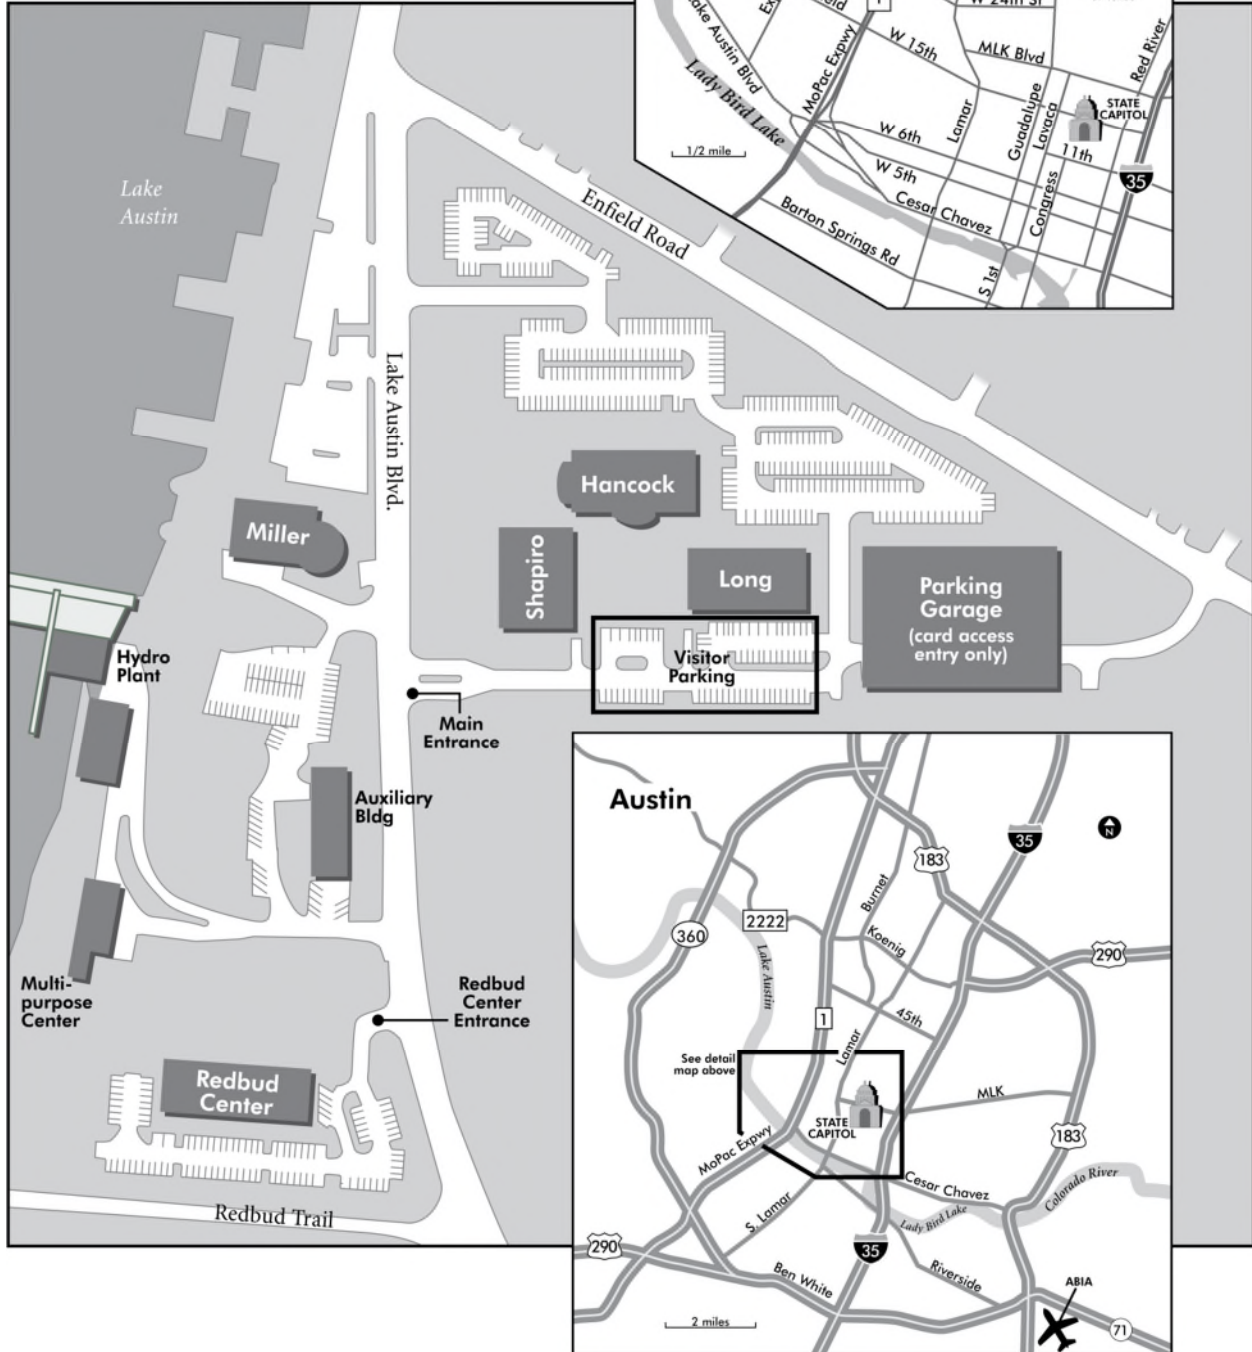 W 24th St
Lake Austin Blvd
MoPac Expwy
W 15th
MLK Blvd
Red River
Lady Bird Lake
1/2 mile
Lamar
Guadalupe
Lavaca
STATE
CAPITOL
W 6th
11th
W 5th
35
Congress
Cesar Chavez
Barton Springs Rd
S 1st
Lake
Austin
Enfield Road
Lake Austin Blvd.
Hancock
Miller
Shapiro
Long
Parking
Garage
(card access
entry only)
Hydro
Plant
Visitor
Parking
Main
Entrance
Auxiliary
Bldg
Multi-
purpose
Center
Redbud
Center
Entrance
Redbud
Center
Redbud Trail
Austin
N
35
183
Burnet
2222
360
Koenig
290
Lake Austin
1
45th
Lamar
See detail
map above
MLK
STATE
CAPITOL
183
MoPac Expwy
Cesar Chavez
Colorado River
S. Lamar
Lady Bird Lake
290
35
Riverside
Ben White
ABIA
2 miles
71